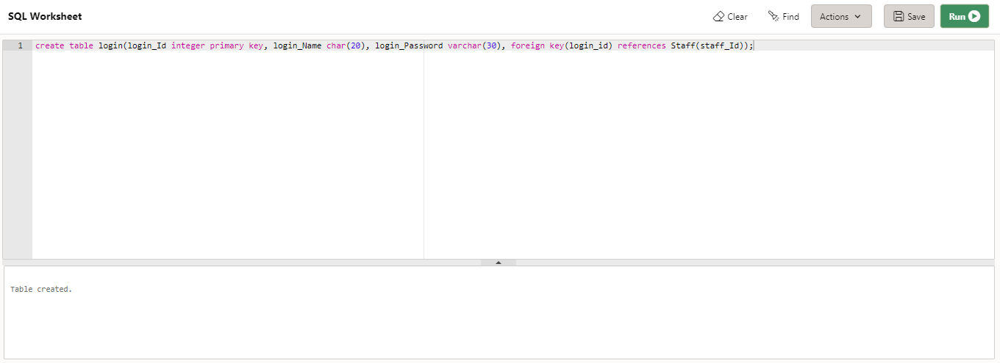 SQL Worksheet
Clear Find Actions Save Run
1 create table login(login_Id integer primary key, login_Name char(20), login_Password varchar(30), foreign key(login_id) references Staff(staff_Id));
Table created.